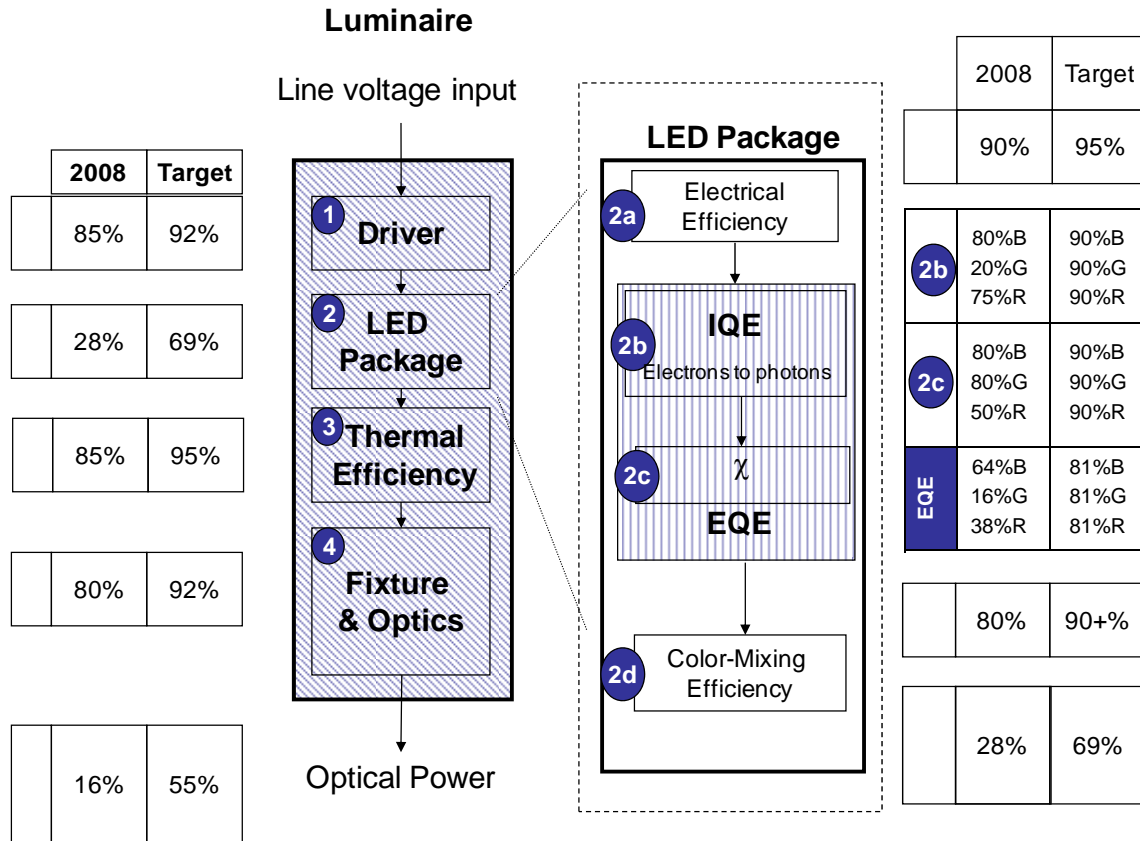 Luminaire
Line voltage input
2008 Target
85% 92%
28% 69%
85% 95%
80% 92%
16% 55%
1
Driver
2
LED
Package
3
Thermal
Efficiency
4
Fixture
& Optics
Optical Power
LED Package
2a
Electrical
Efficiency
IQE
2b
Electrons to photons
2c
χ
EQE
2d
Color-Mixing
Efficiency
2008 Target
90% 95%
2b
80%B 90%B
20%G 90%G
75%R 90%R
2c
80%B 90%B
80%G 90%G
50%R 90%R
EQE
64%B 81%B
16%G 81%G
38%R 81%R
80% 90+%
28% 69%